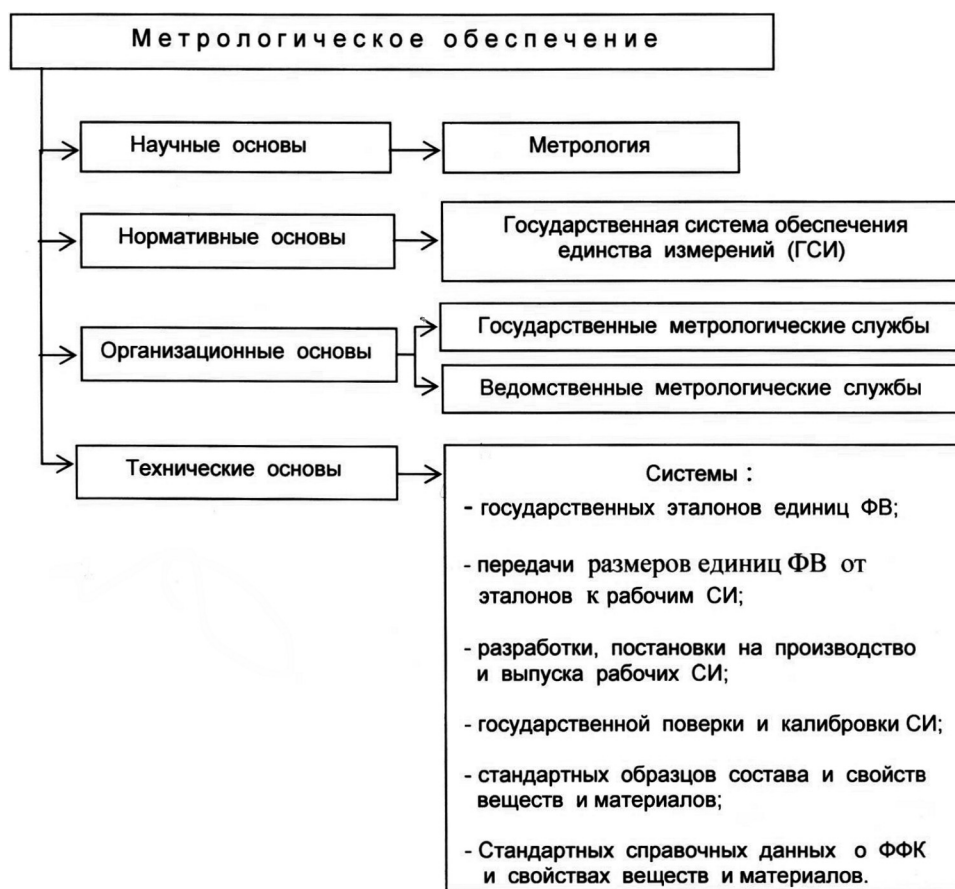 Метрологическое обеспечение
Научные основы
Метрология
Нормативные основы
Государственная система обеспечения
единства измерений (ГСИ)
Организационные основы
Государственные метрологические службы
Ведомственные метрологические службы
Технические основы
Системы :
- государственных эталонов единиц ФВ;
- передачи размеров единиц ФВ от
эталонов к рабочим СИ;
- разработки, постановки на производство
и выпуска рабочих СИ;
- государственной поверки и калибровки СИ;
- стандартных образцов состава и свойств
веществ и материалов;
- Стандартных справочных данных о ФФК
и свойствах веществ и материалов.